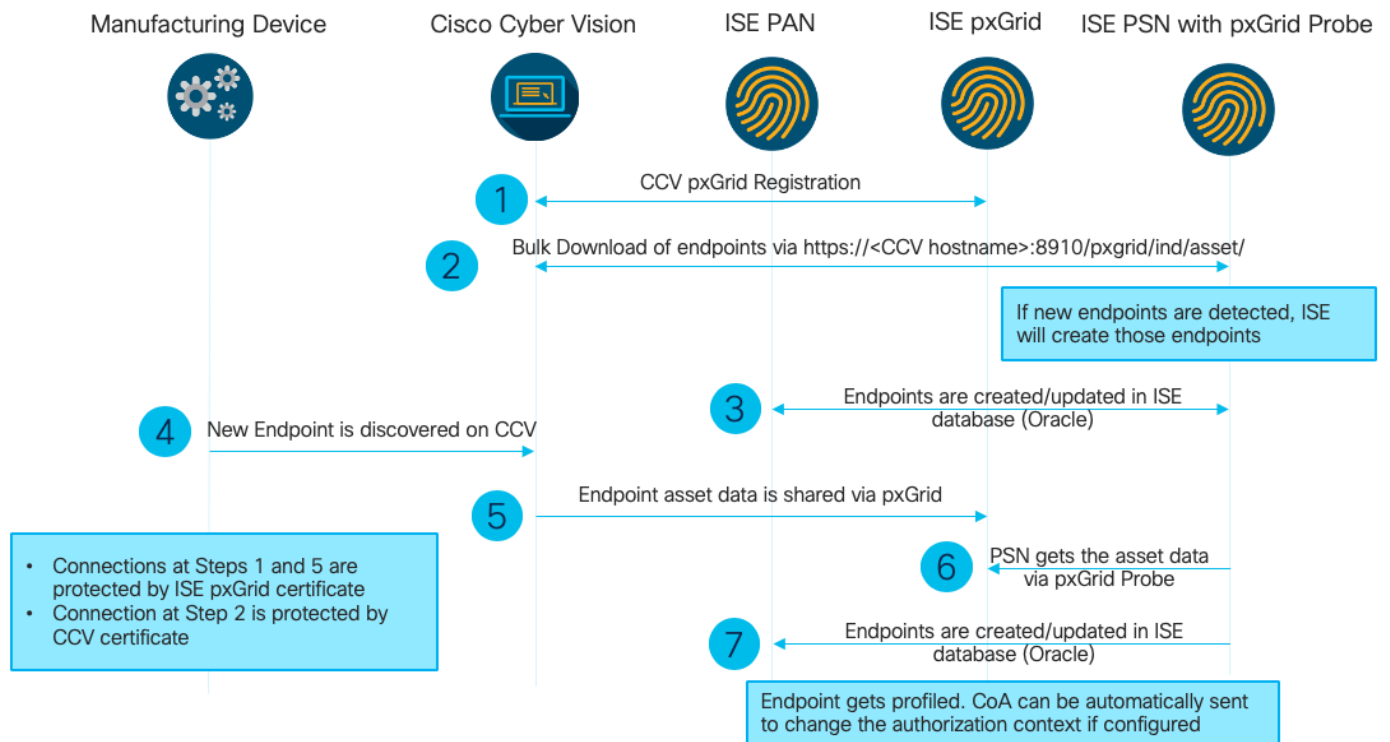 Manufacturing Device
Cisco Cyber Vision
ISE PAN
ISE pxGrid
ISE PSN with pxGrid Probe
1
CCV pxGrid Registration
2
Bulk Download of endpoints via https://<CCV hostname>:8910/pxgrid/ind/asset/
If new endpoints are detected, ISE
will create those endpoints
3
Endpoints are created/updated in ISE
database (Oracle)
4
New Endpoint is discovered on CCV
5
Endpoint asset data is shared via pxGrid
• Connections at Steps 1 and 5 are
protected by ISE pxGrid certificate
• Connection at Step 2 is protected by
CCV certificate
6
PSN gets the asset data
via pxGrid Probe
7
Endpoints are created/updated in ISE
database (Oracle)
Endpoint gets profiled. CoA can be automatically sent
to change the authorization context if configured